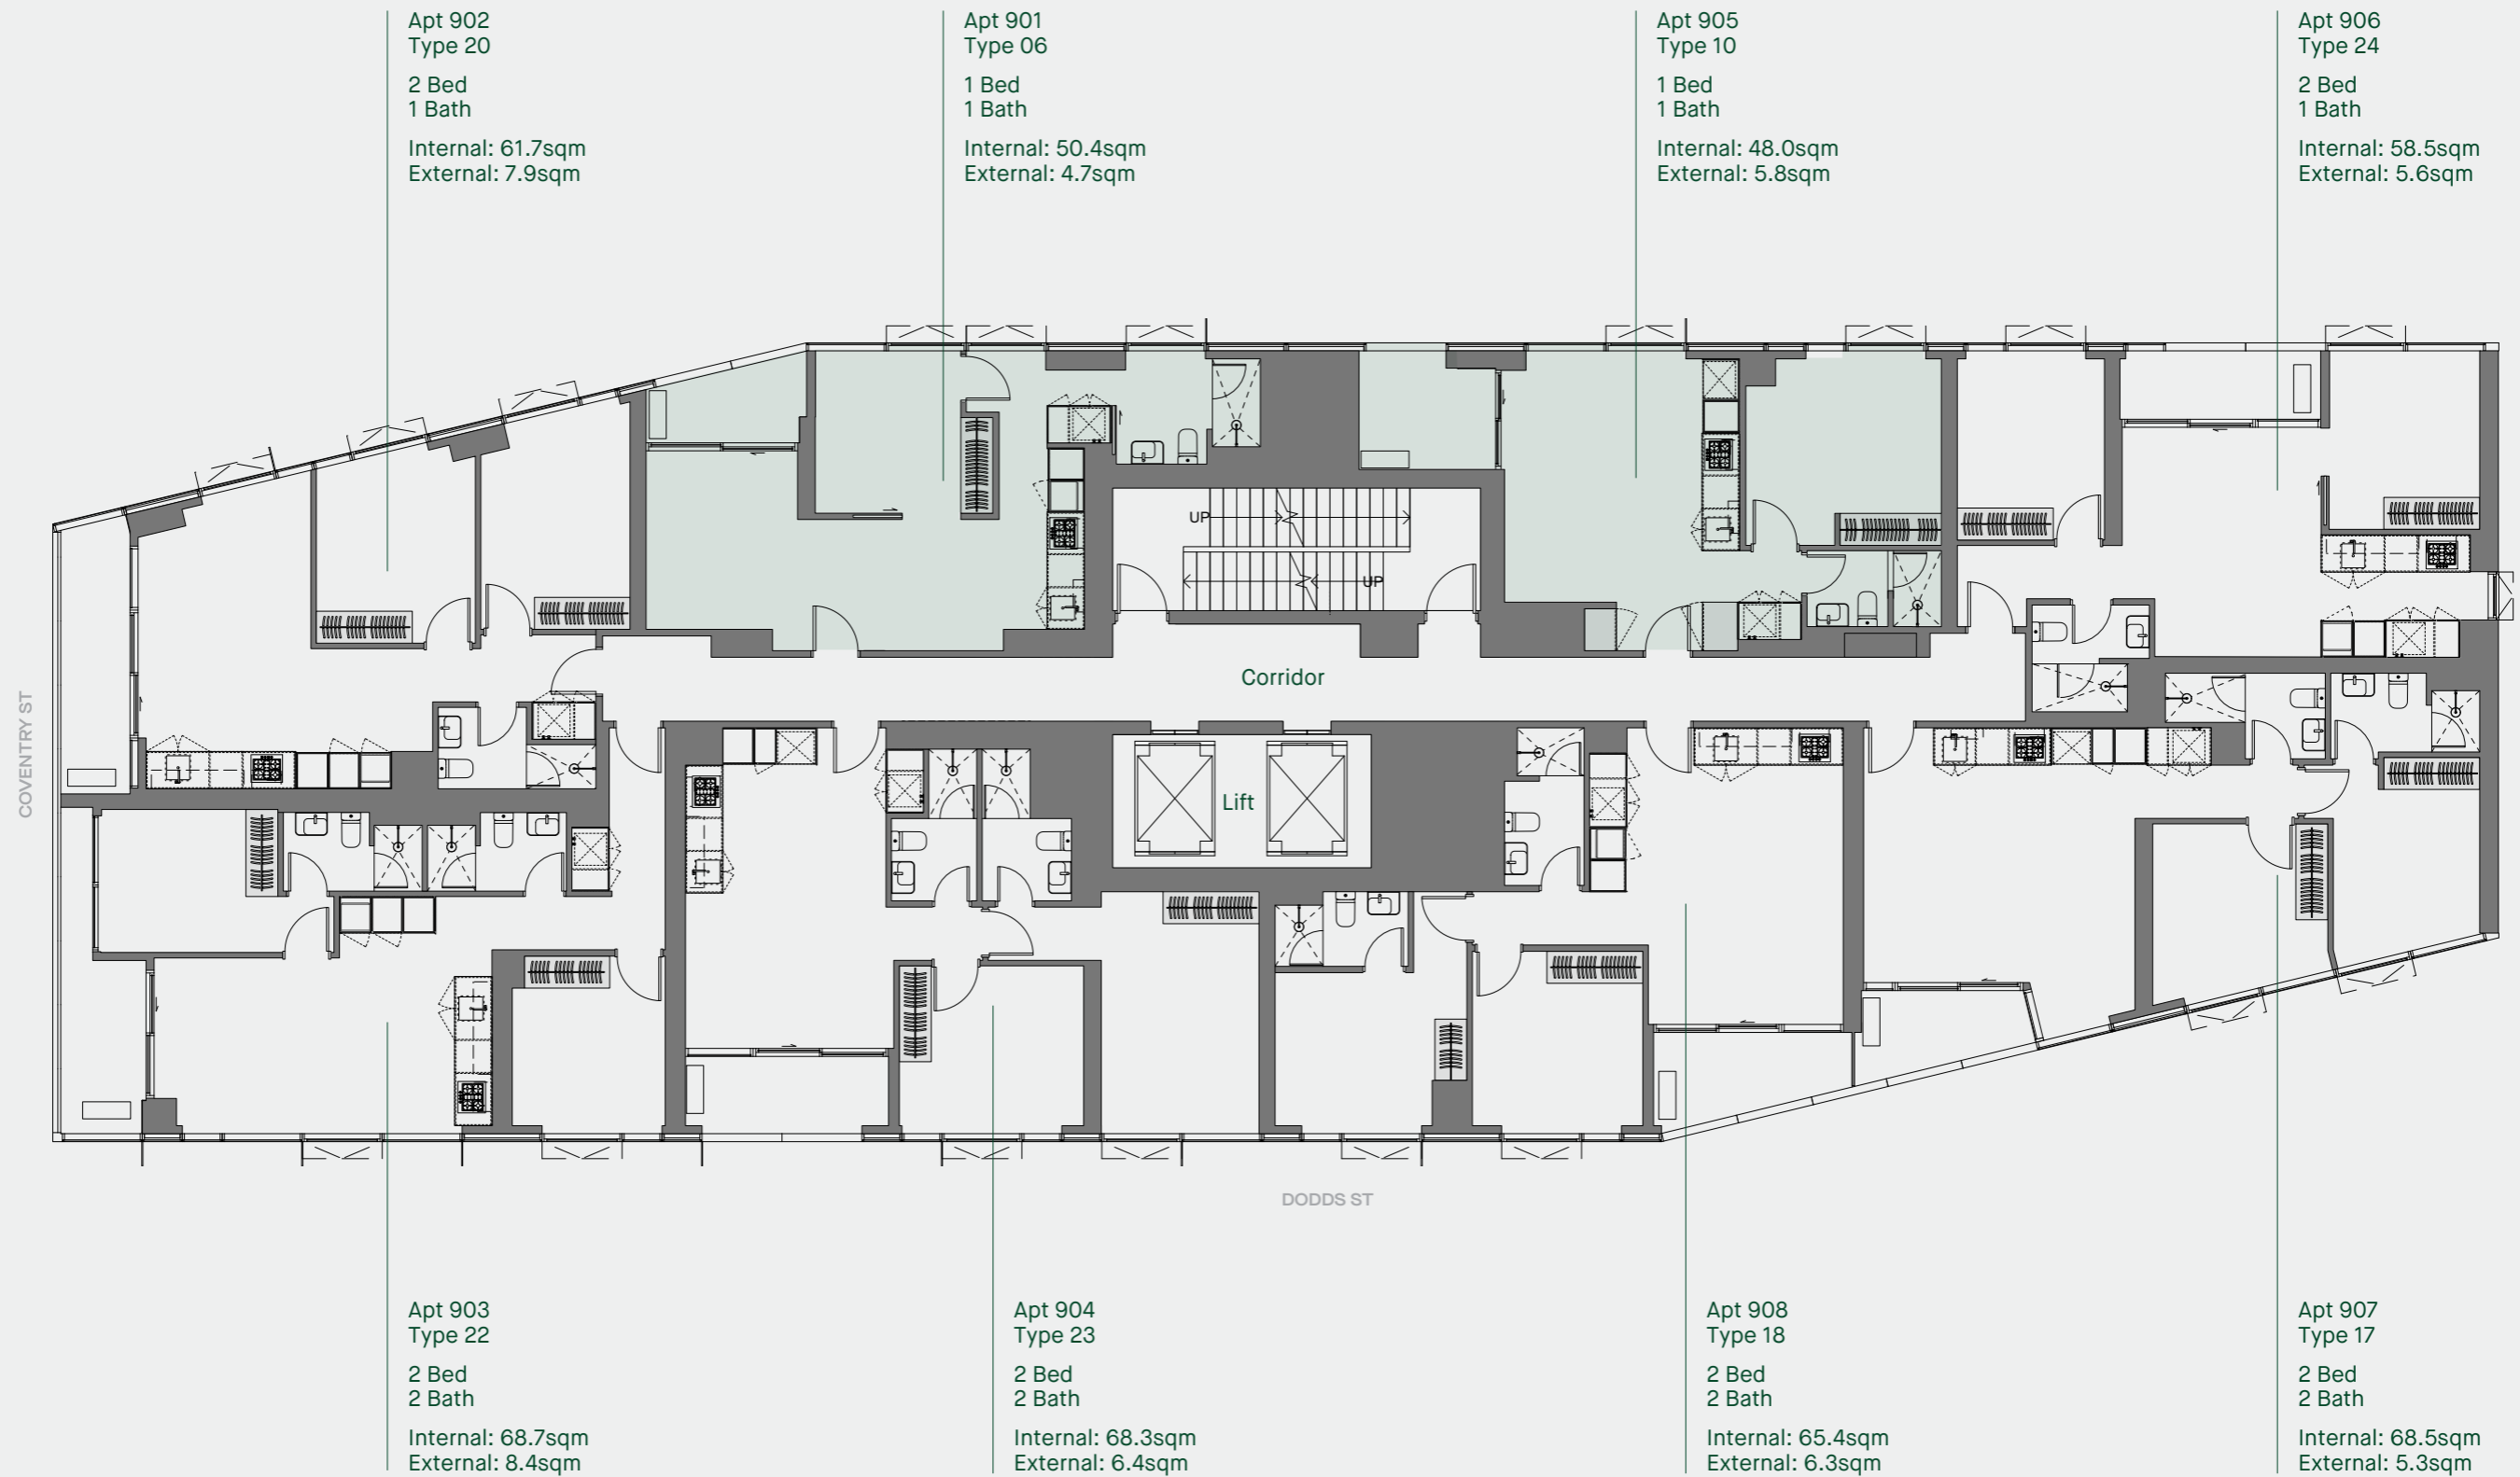 Apt 902
Type 20
2 Bed
1 Bath
Internal: 61.7sqm
External: 7.9sqm
Apt 901
Type 06
1 Bed
1 Bath
Internal: 50.4sqm
External: 4.7sqm
Apt 905
Type 10
1 Bed
1 Bath
Internal: 48.0sqm
External: 5.8sqm
Apt 906
Type 24
2 Bed
1 Bath
Internal: 58.5sqm
External: 5.6sqm
UP
UP
Corridor
Lift
COVENTRY ST
DODDS ST
Apt 903
Type 22
2 Bed
2 Bath
Internal: 68.7sqm
External: 8.4sqm
Apt 904
Type 23
2 Bed
2 Bath
Internal: 68.3sqm
External: 6.4sqm
Apt 908
Type 18
2 Bed
2 Bath
Internal: 65.4sqm
External: 6.3sqm
Apt 907
Type 17
2 Bed
2 Bath
Internal: 68.5sqm
External: 5.3sqm